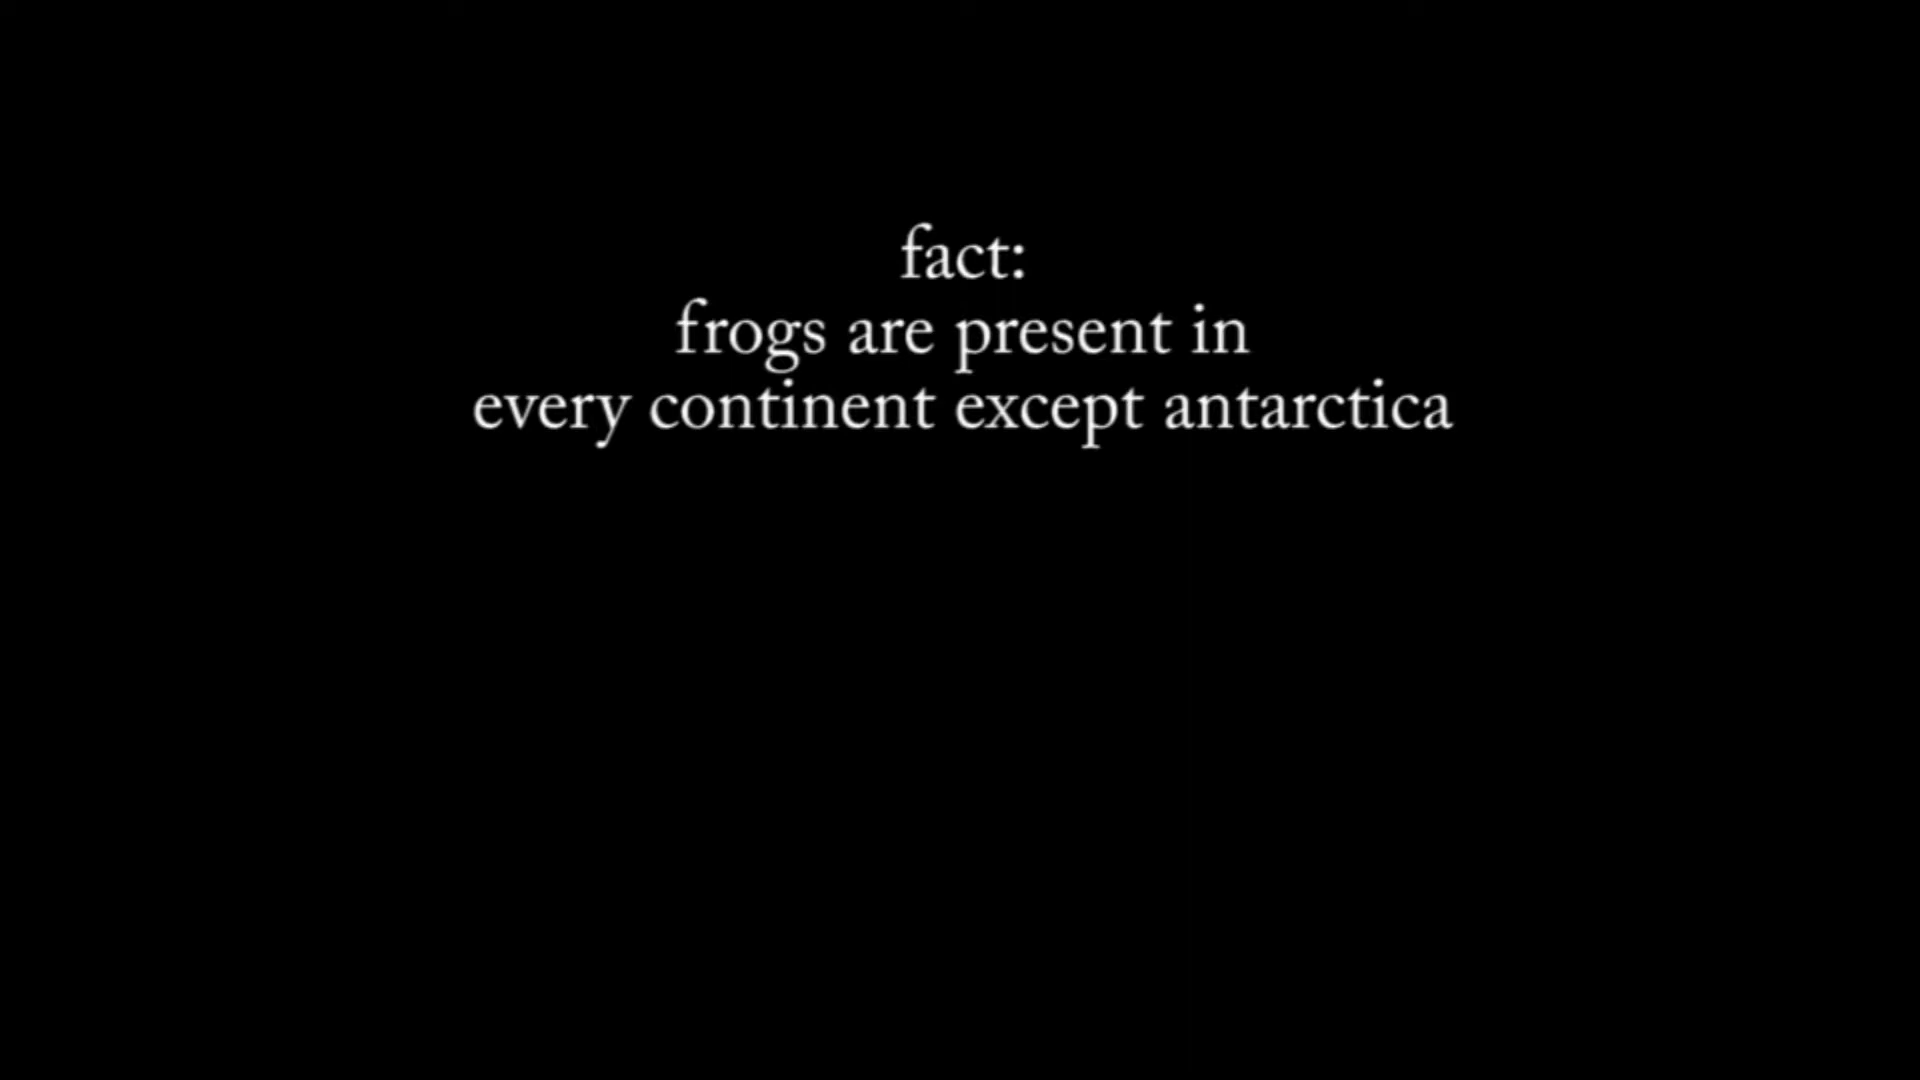 fact:
frogs are present in
every continent except antarctica